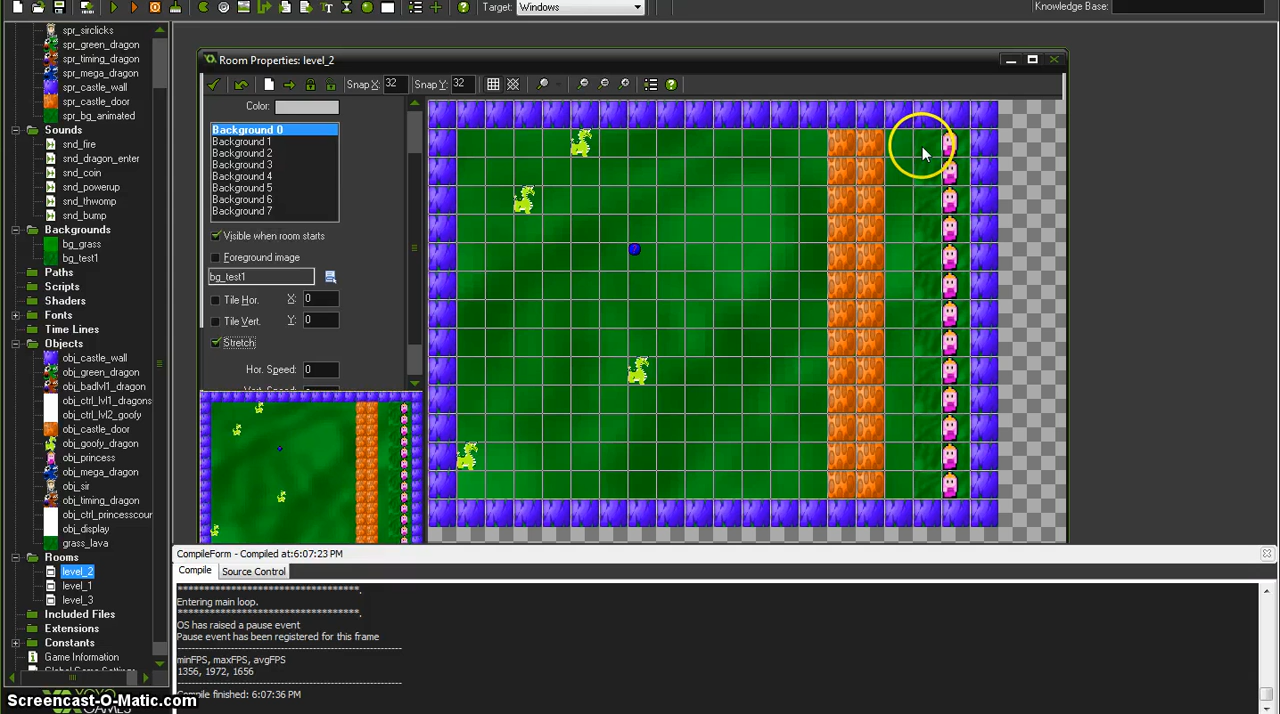 Target: Windows
Knowledge Base:
spr_sirclicks
spr_green_dragon
spr_timing_dragon
spr_mega_dragon
spr_castle_wall
spr_castle_door
spr_bg_animated
Sounds
snd_fire
snd_dragon_enter
snd_coin
snd_powerup
snd_thwomp
snd_bump
Backgrounds
bg_grass
bg_test1
Paths
Scripts
Shaders
Fonts
Time Lines
Objects
obj_castle_wall
obj_green_dragon
obj_badlvl1_dragon
obj_ctrl_lvl1_dragons
obj_ctrl_lvl2_goofy
obj_castle_door
obj_goofy_dragon
obj_princess
obj_mega_dragon
obj_sir
obj_timing_dragon
obj_ctrl_princesscour
obj_display
grass_lava
Rooms
level_2
level_1
level_3
Included Files
Extensions
Constants
Game Information
Room Properties: level_2
Snap X: 32 Snap Y: 32
Color:
Background 0
Background 1
Background 2
Background 3
Background 4
Background 5
Background 6
Background 7
Visible when room starts
Foreground image
bg_test1
Tile Hor. X: 0
Tile Vert. Y: 0
Stretch
Hor. Speed: 0
CompileForm - Compiled at:6:07:23 PM
Compile Source Control
***********************************.
Entering main loop.
***********************************.
OS has raised a pause event
Pause event has been registered for this frame
minFPS, maxFPS, avgFPS
1356, 1972, 1656
Compile finished: 6:07:36 PM
Screencast-O-Matic.com